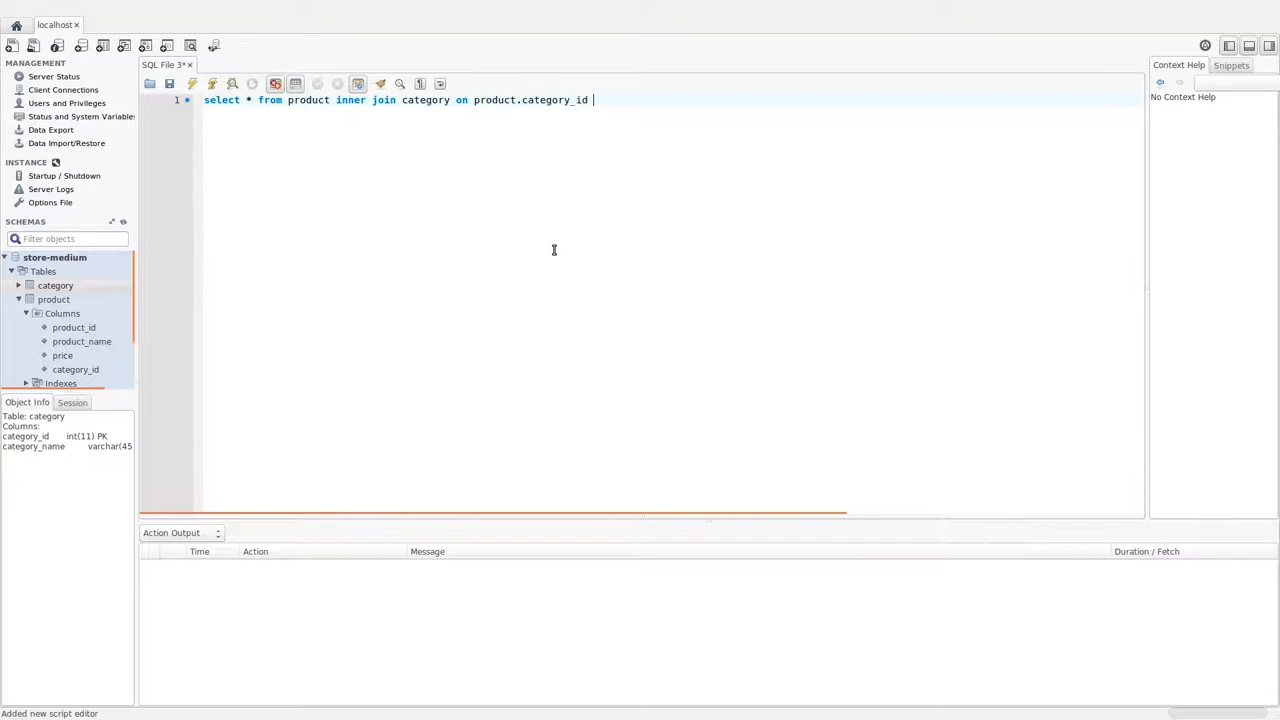 localhost ×
MANAGEMENT
Server Status
Client Connections
Users and Privileges
Status and System Variable
Data Export
Data Import/Restore
INSTANCE
Startup / Shutdown
Server Logs
Options File
SCHEMAS
Filter objects
store-medium
Tables
category
product
Columns
product_id
product_name
price
category_id
Indexes
Object Info Session
Table: category
Columns:
category_id int(11) PK
category_name varchar(45
SQL File 3* ×
1 select * from product inner join category on product.category_id
Context Help Snippets
No Context Help
Action Output
Time Action Message Duration / Fetch
Added new script editor